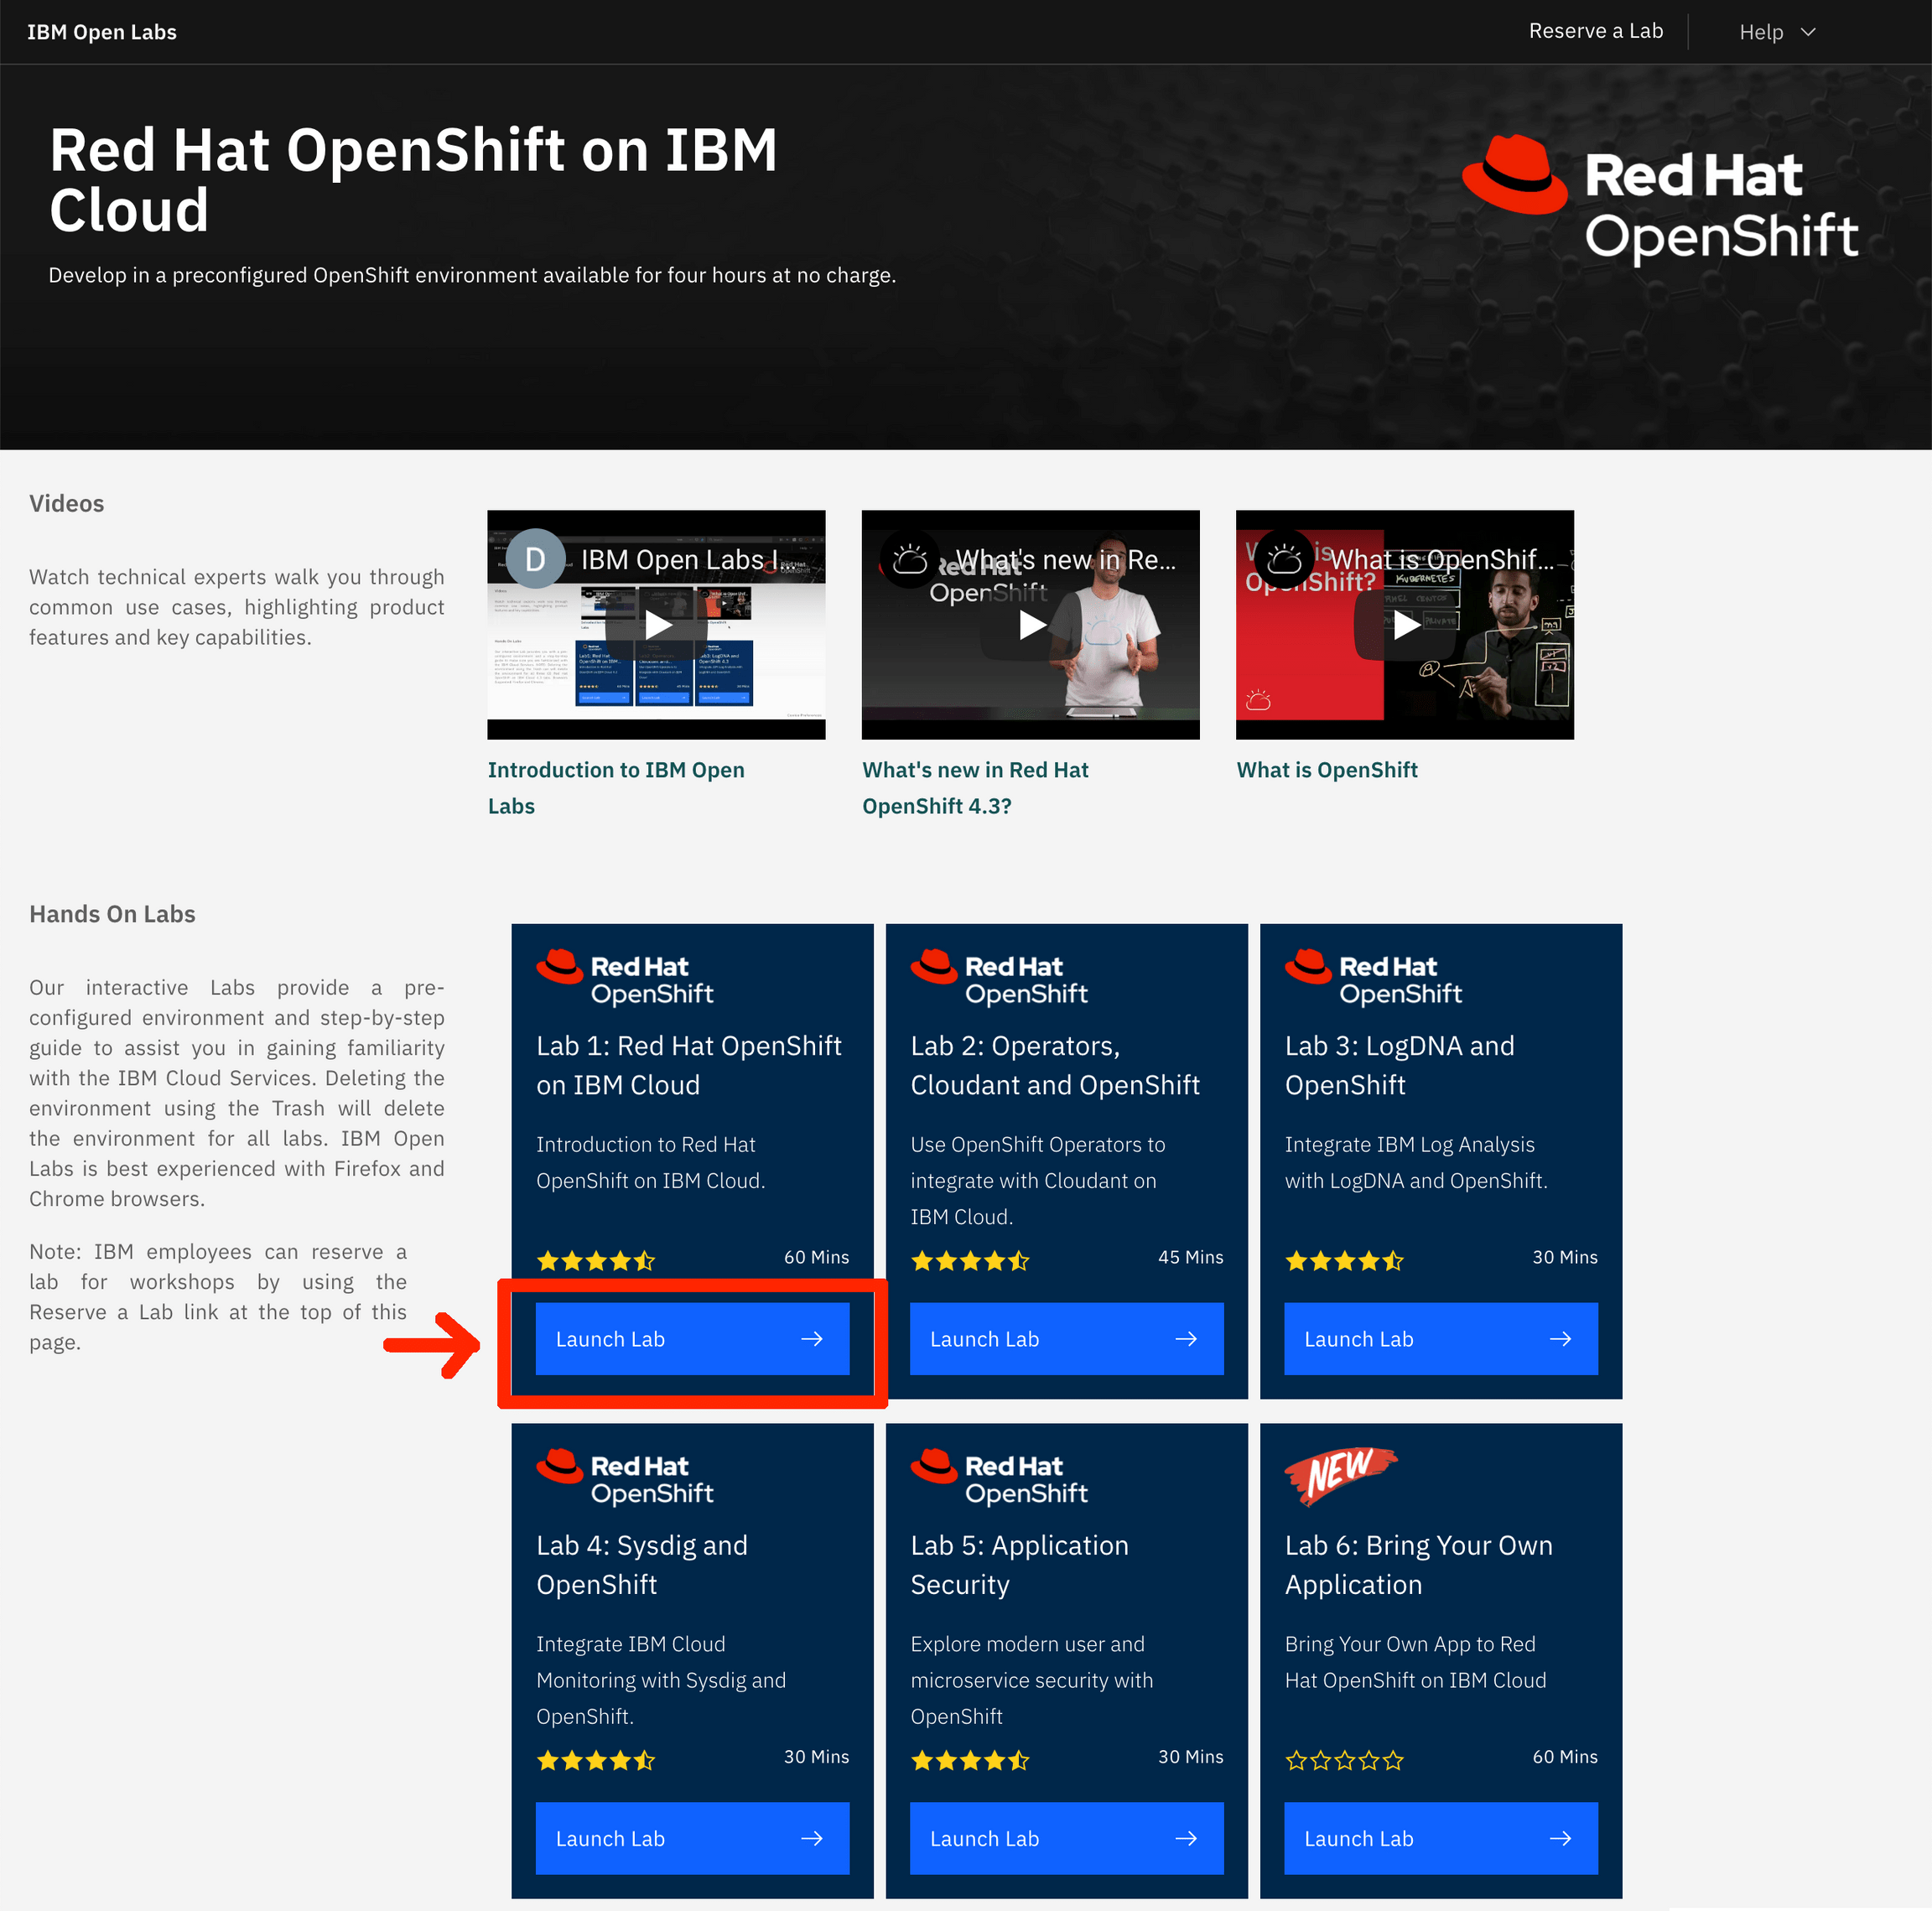 IBM Open Labs
Reserve a Lab
Help
Red Hat OpenShift on IBM
Cloud
Develop in a preconfigured OpenShift environment available for four hours at no charge.
Red Hat
OpenShift
Videos
Watch technical experts walk you through
common use cases, highlighting product
features and key capabilities.
D
IBM Open Labs I...
What's new in Re...
Red Hat
OpenShift
What is OpenShif...
OpenShift?
KUBERNETES
PRIVATE
Introduction to IBM Open
Labs
What's new in Red Hat
OpenShift 4.3?
What is OpenShift
Hands On Labs
Our interactive Labs provide a pre-
configured environment and step-by-step
guide to assist you in gaining familiarity
with the IBM Cloud Services. Deleting the
environment using the Trash will delete
the environment for all labs. IBM Open
Labs is best experienced with Firefox and
Chrome browsers.
Note: IBM employees can reserve a
lab for workshops by using the
Reserve a Lab link at the top of this
page.
Red Hat
OpenShift
Lab 1: Red Hat OpenShift
on IBM Cloud
Introduction to Red Hat
OpenShift on IBM Cloud.
60 Mins
Launch Lab
Red Hat
OpenShift
Lab 2: Operators,
Cloudant and OpenShift
Use OpenShift Operators to
integrate with Cloudant on
IBM Cloud.
45 Mins
Launch Lab
Red Hat
OpenShift
Lab 3: LogDNA and
OpenShift
Integrate IBM Log Analysis
with LogDNA and OpenShift.
30 Mins
Launch Lab
Red Hat
OpenShift
Lab 4: Sysdig and
OpenShift
Integrate IBM Cloud
Monitoring with Sysdig and
OpenShift.
30 Mins
Launch Lab
Red Hat
OpenShift
Lab 5: Application
Security
Explore modern user and
microservice security with
OpenShift
30 Mins
Launch Lab
NEW
Lab 6: Bring Your Own
Application
Bring Your Own App to Red
Hat OpenShift on IBM Cloud
60 Mins
Launch Lab